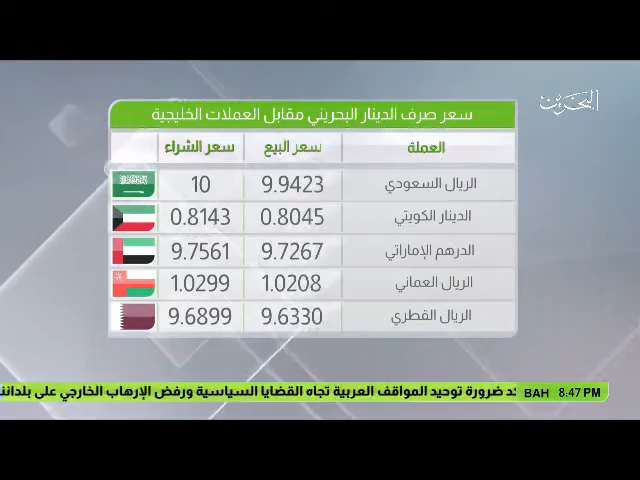 البحرين
سعر صرف الدينار البحريني مقابل العملات الخليجية
العملة سعر البيع سعر الشراء
الريال السعودي 9.9423 10
الدينار الكويتي 0.8045 0.8143
الدرهم الإماراتي 9.7267 9.7561
الريال العماني 1.0208 1.0299
الريال القطري 9.6330 9.6899
BAH 8:47 PM
ضرورة توحيد المواقف العربية تجاه القضايا السياسية ورفض الإرهاب الخارجي على